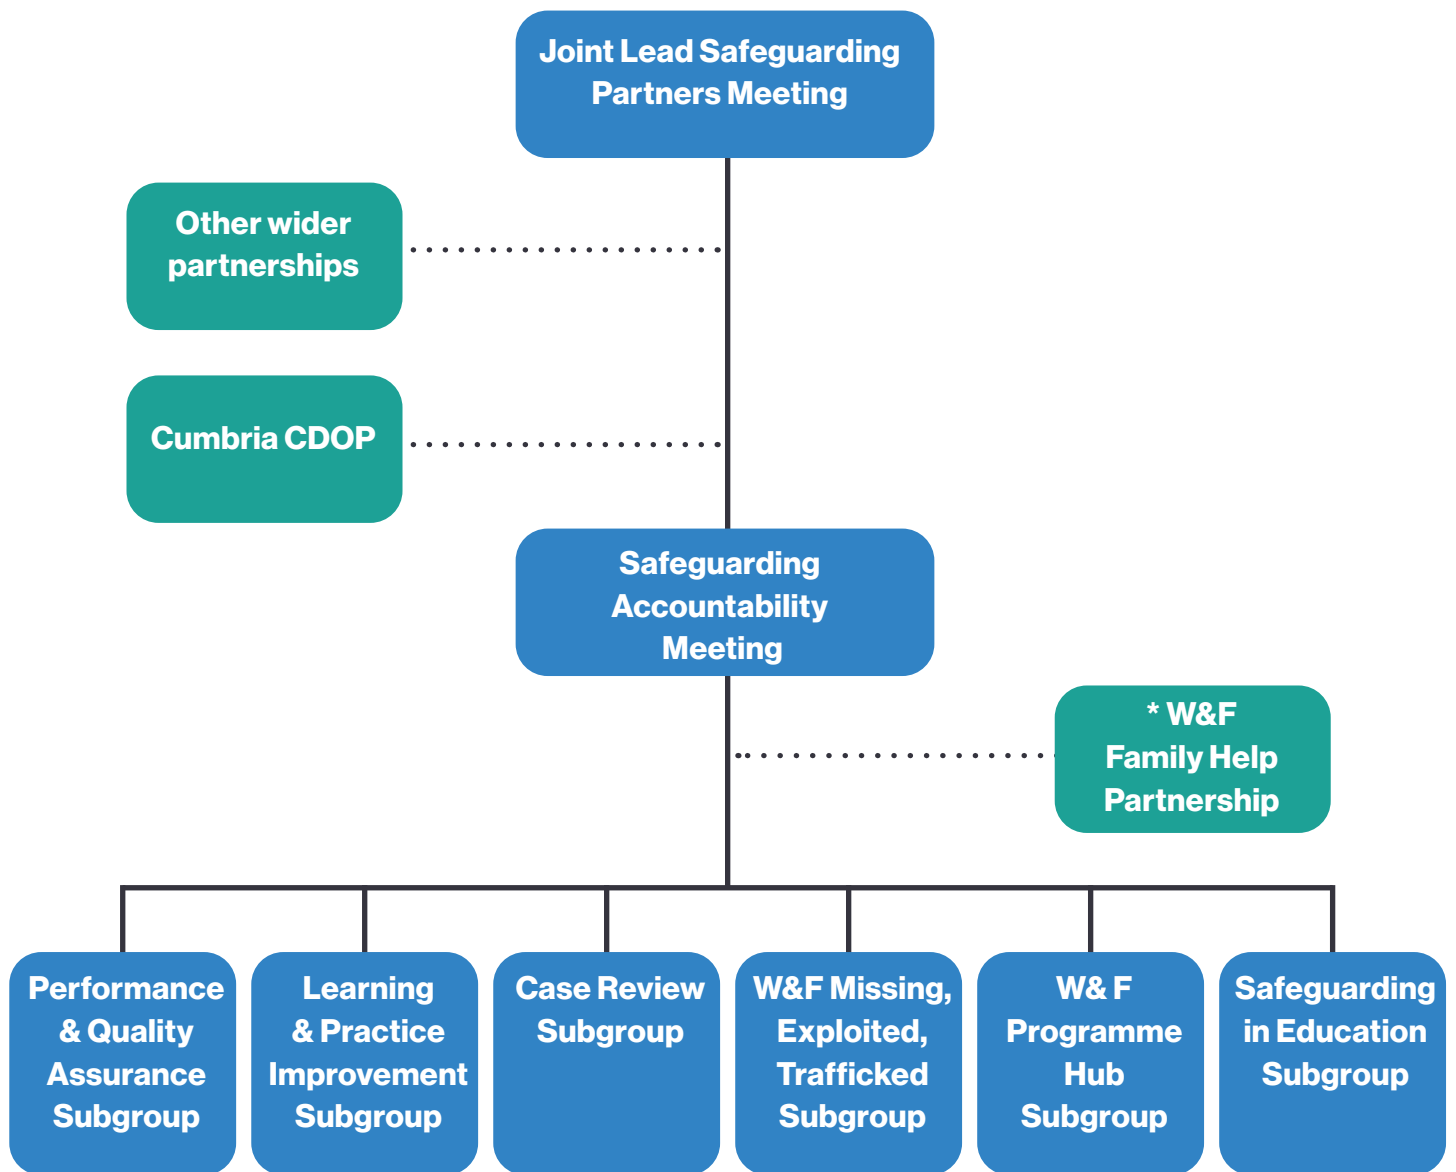 Joint Lead Safeguarding
Partners Meeting
Other wider
partnerships
Cumbria CDOP
Safeguarding
Accountability
Meeting
* W&F
Family Help
Partnership
Performance
& Quality
Assurance
Subgroup
Learning
& Practice
Improvement
Subgroup
Case Review
Subgroup
W&F Missing,
Exploited,
Trafficked
Subgroup
W& F
Programme
Hub
Subgroup
Safeguarding
in Education
Subgroup